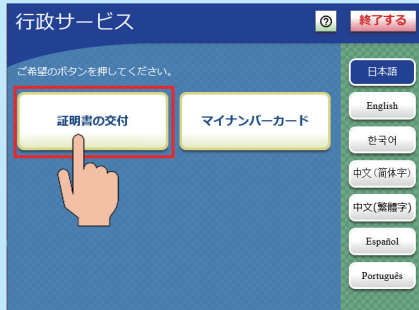 行政サービス
?
終了する
ご希望のボタンを押してください。
証明書の交付
マイナンバーカード
日本語
English
한국어
中文(简体字)
中文(繁體字)
Español
Português